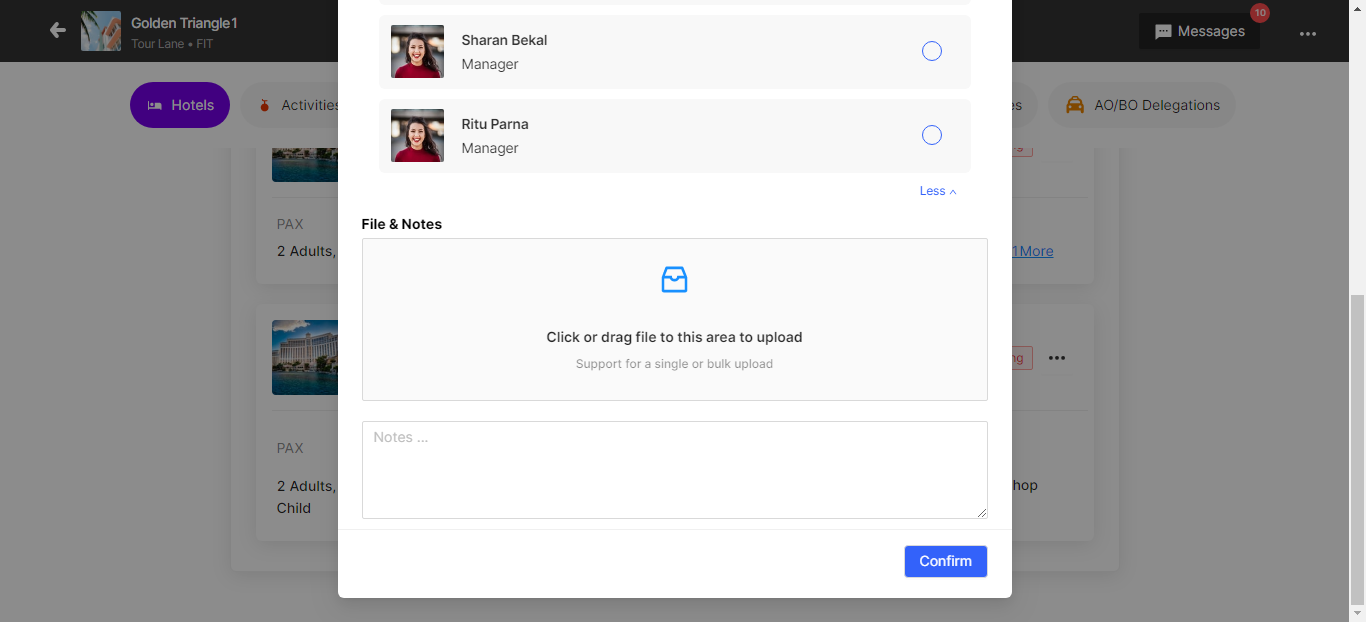 Golden Triangle1
Tour Lane • FIT
10
Messages
Hotels
Activities
es
AO/BO Delegations
Sharan Bekal
Manager
Ritu Parna
Manager
Less
PAX
2 Adults,
1More
File & Notes
Click or drag file to this area to upload
Support for a single or bulk upload
ng
Notes ...
PAX
2 Adults,
Child
hop
Confirm